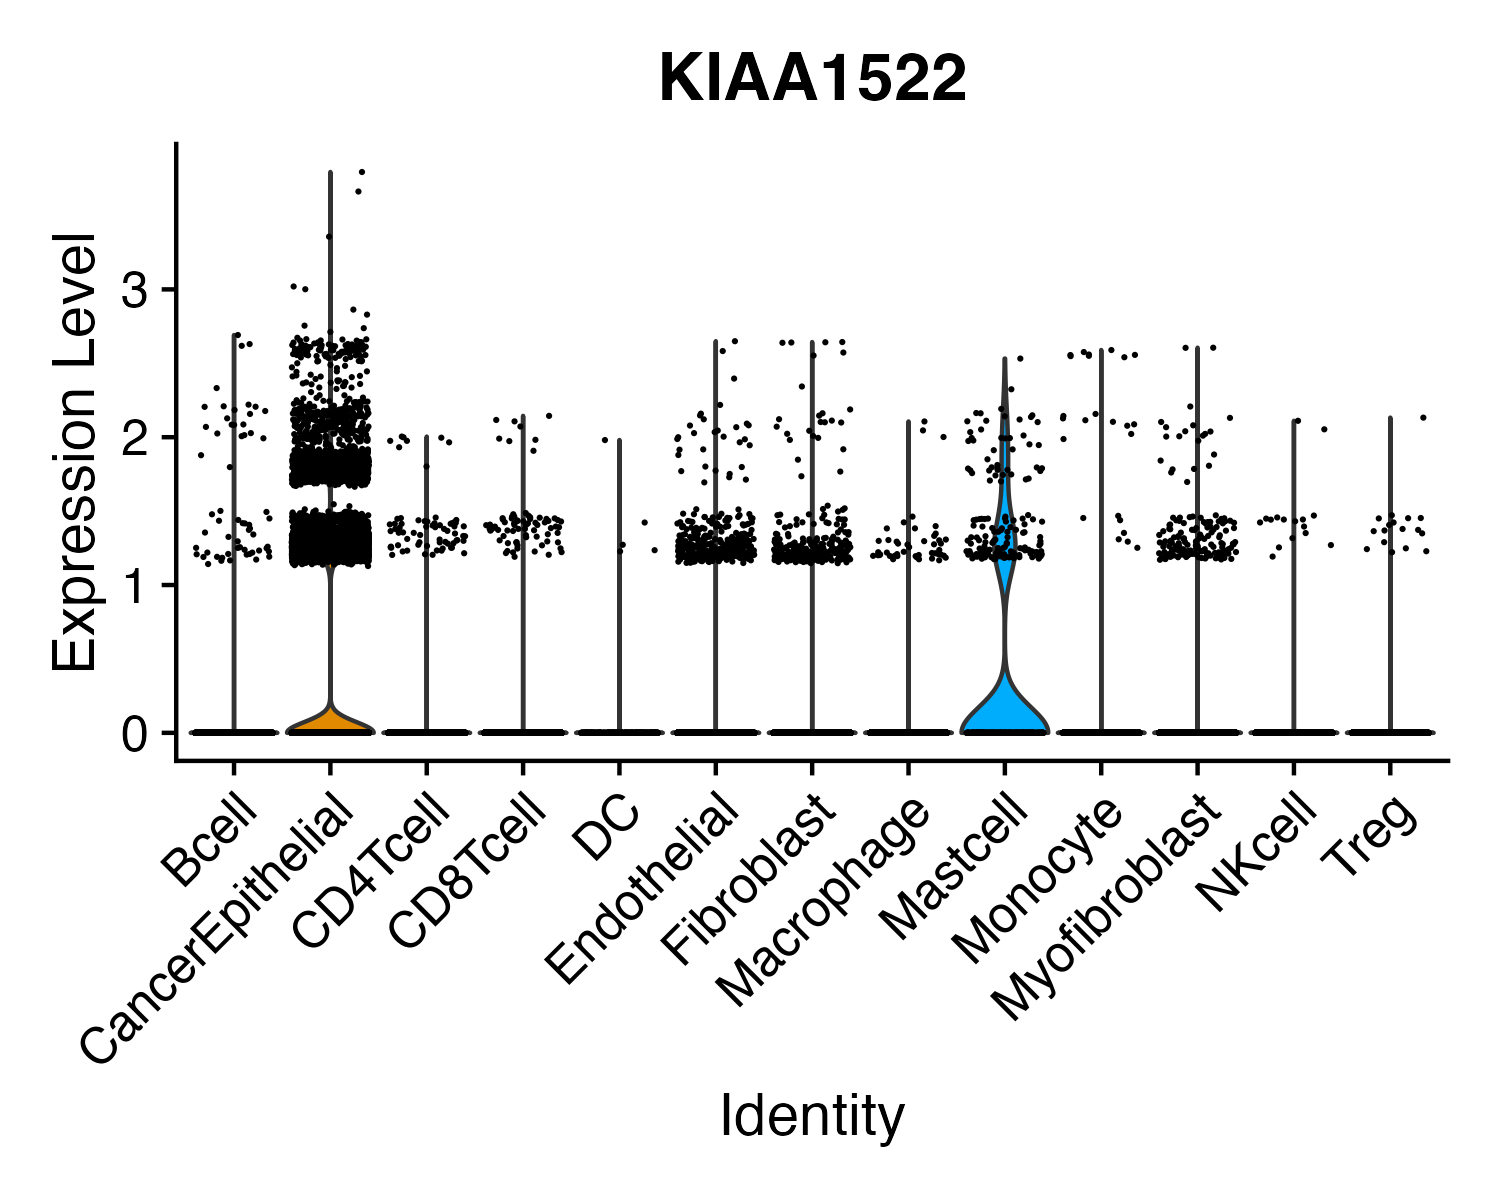 KIAA1522
Expression Level
3
2
1
0
Bcell
CancerEpithelial
CD4Tcell
CD8Tcell
DC
Endothelial
Fibroblast
Macrophage
Mastcell
Monocyte
Myofibroblast
NKcell
Treg
Identity